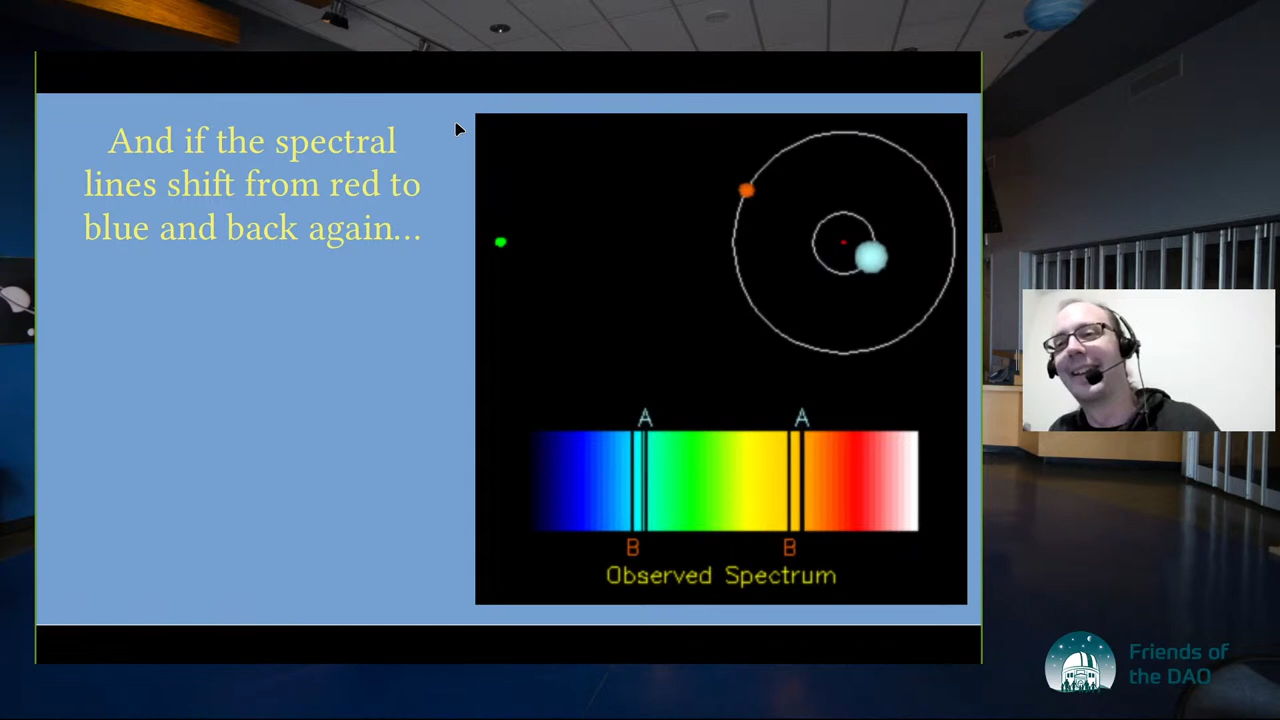 And if the spectral
lines shift from red to
blue and back again...
A A
B B
Observed Spectrum
Friends of
the DAO